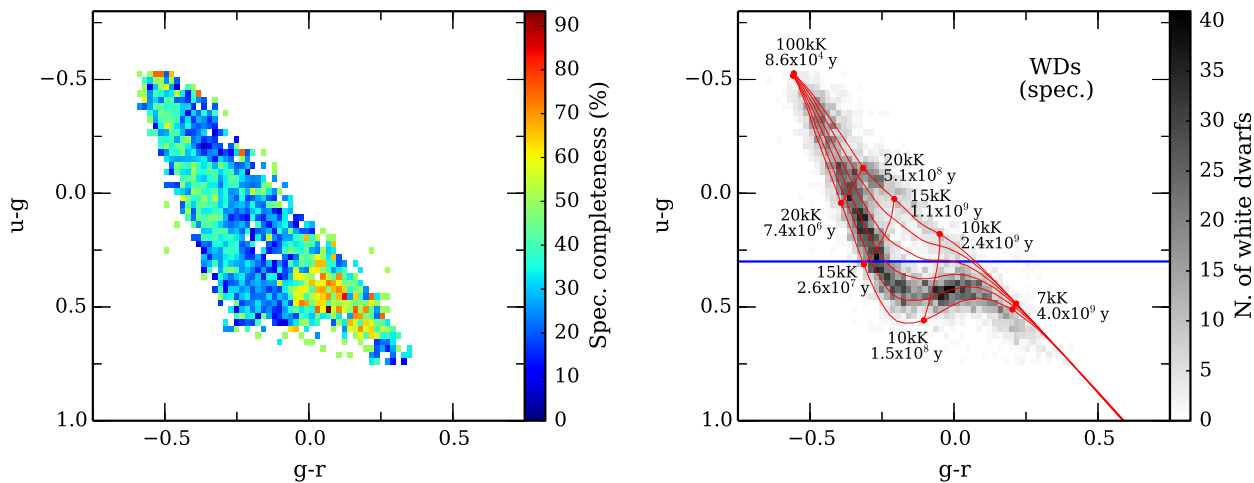 −0.5
0.0
0.5
1.0
u-g
−0.5
0.0
0.5
g-r
90
80
70
60
50
40
30
20
10
0
Spec. completeness (%)
−0.5
0.0
0.5
1.0
u-g
−0.5
0.0
0.5
g-r
WDs
(spec.)
100kK
8.6x10⁴ y
20kK
5.1x10⁸ y
15kK
1.1x10⁹ y
10kK
2.4x10⁹ y
20kK
7.4x10⁶ y
15kK
2.6x10⁷ y
10kK
1.5x10⁸ y
7kK
4.0x10⁹ y
40
35
30
25
20
15
10
5
0
N. of white dwarfs